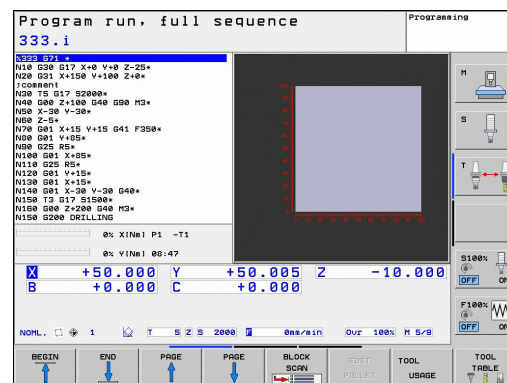 Program run, full sequence
Programming
333.i
%333 G71 *
N10 G30 G17 X+0 Y+0 Z-25*
N20 G31 X+150 Y+100 Z+0*
;comment
N30 T5 G17 S2000*
N40 G00 Z+100 G40 G90 M3*
N50 X-30 Y-30*
N60 Z-5*
N70 G01 X+15 Y+15 G41 F350*
N80 G01 Y+85*
N90 G25 R5*
N100 G01 X+85*
N110 G25 R5*
N120 G01 Y+15*
N130 G01 X+15*
N140 G01 X-30 Y-30 G40*
N150 T3 G17 S1500*
N160 G00 Z+200 G40 M3*
N150 G200 DRILLING
0% X[Nm] P1 -T1
0% Y[Nm] 08:47
X +50.000 Y +50.005 Z -10.000
B +0.000 C +0.000
NOML. 1 T 5 Z S 2000 F 0mm/min Ovr 100% M 5/9
M
S
T
S100%
OFF ON
F100%
OFF ON
BEGIN
END
PAGE
PAGE
BLOCK SCAN
EDIT PALLET
TOOL USAGE
TOOL TABLE